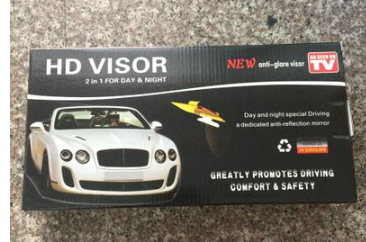 HD VISOR
2 in 1 FOR DAY & NIGHT
NEW anti-glare visor
AS SEEN ON
TV
Day and night special Driving
a dedicated anti-reflection mirror
GREATLY PROMOTES DRIVING
COMFORT & SAFETY